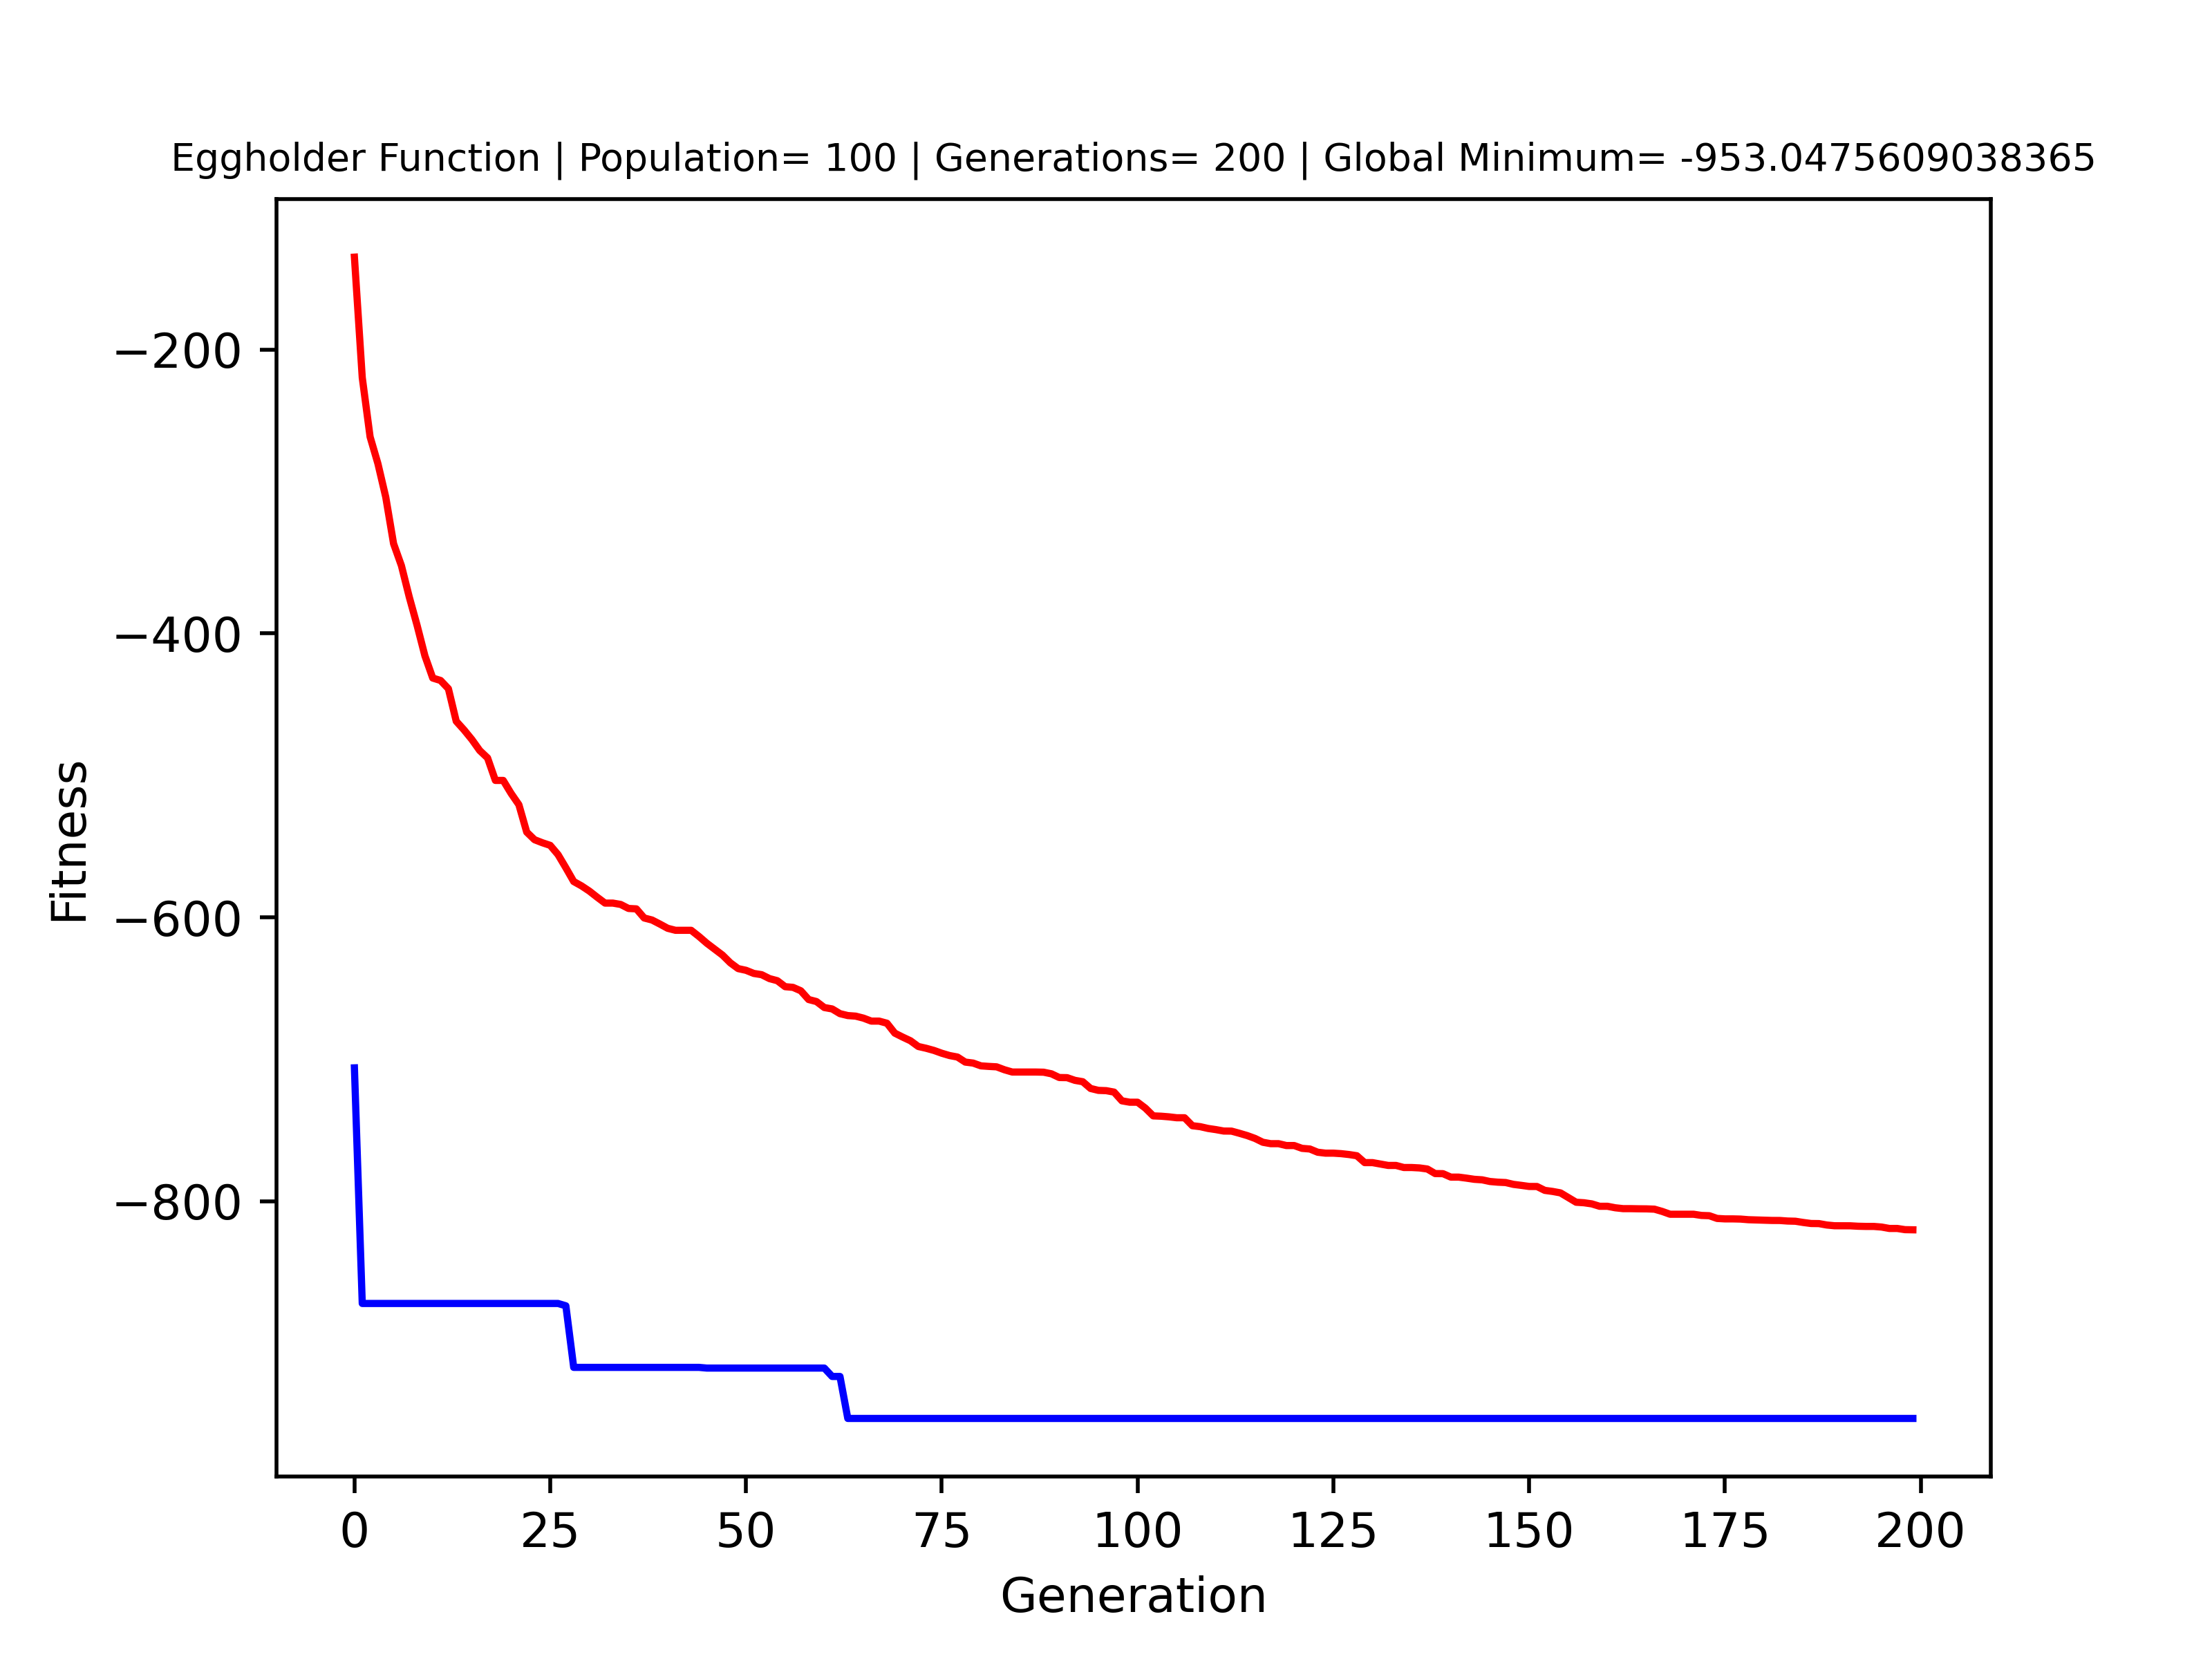 Eggholder Function | Population= 100 | Generations= 200 | Global Minimum= -953.0475609038365
−200
−400
−600
−800
Fitness
0 25 50 75 100 125 150 175 200
Generation